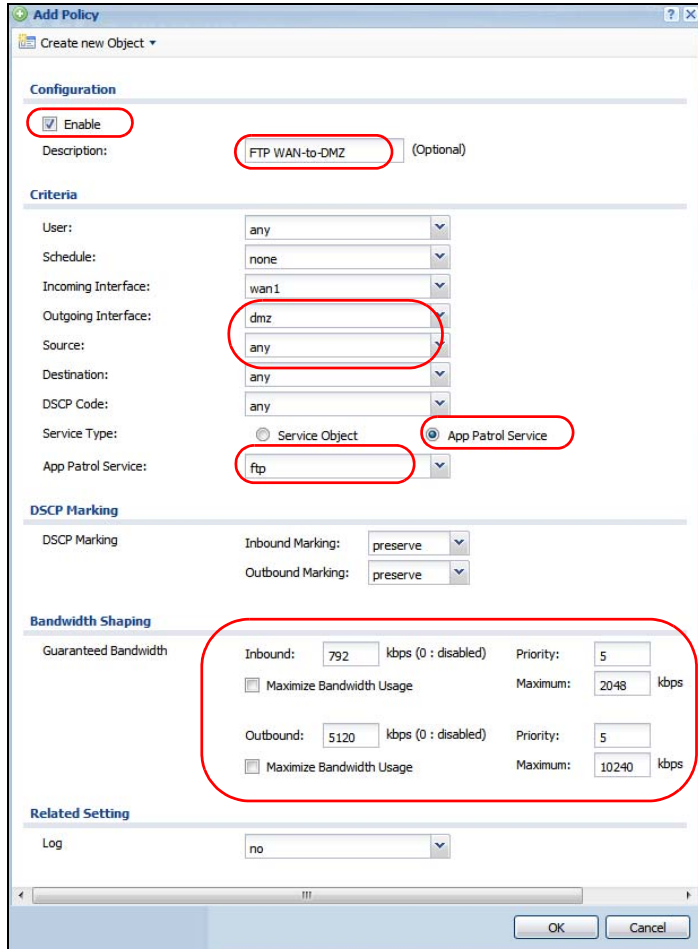 Add Policy ? X
Create new Object
Configuration
Enable
Description: FTP WAN-to-DMZ (Optional)
Criteria
User: any
Schedule: none
Incoming Interface: wan1
Outgoing Interface: dmz
Source: any
Destination: any
DSCP Code: any
Service Type: Service Object App Patrol Service
App Patrol Service: ftp
DSCP Marking
DSCP Marking Inbound Marking: preserve
Outbound Marking: preserve
Bandwidth Shaping
Guaranteed Bandwidth Inbound: 792 kbps (0 : disabled) Priority: 5
Maximize Bandwidth Usage Maximum: 2048 kbps
Outbound: 5120 kbps (0 : disabled) Priority: 5
Maximize Bandwidth Usage Maximum: 10240 kbps
Related Setting
Log no
OK Cancel